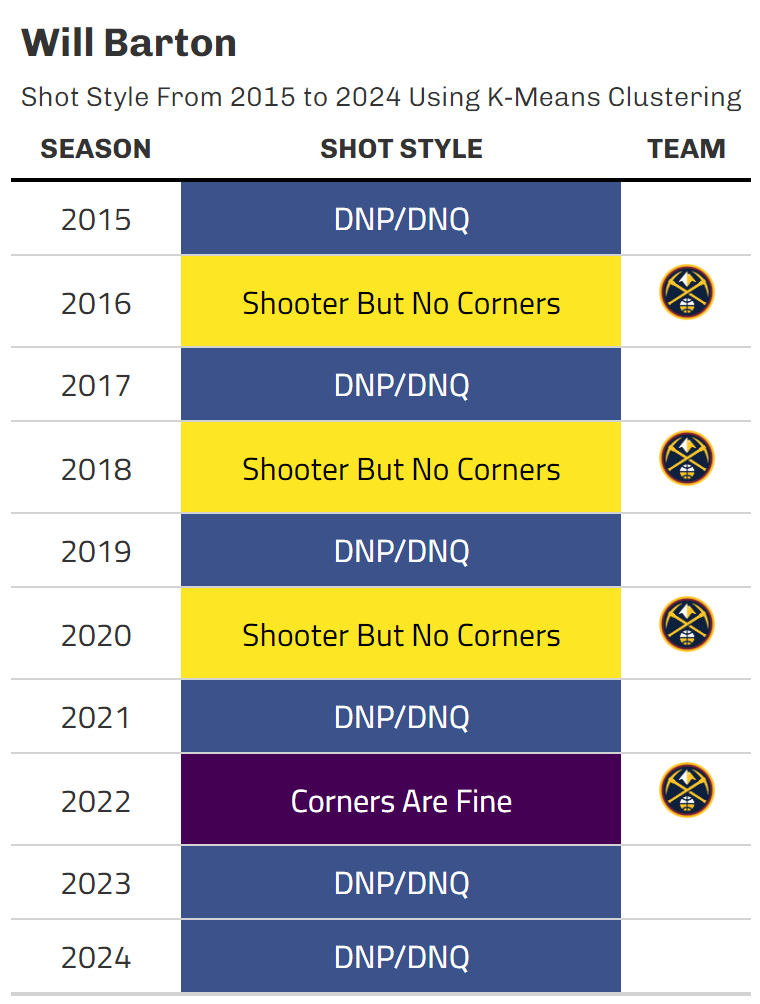 Will Barton
Shot Style From 2015 to 2024 Using K-Means Clustering
SEASON SHOT STYLE TEAM
2015 DNP/DNQ
2016 Shooter But No Corners
2017 DNP/DNQ
2018 Shooter But No Corners
2019 DNP/DNQ
2020 Shooter But No Corners
2021 DNP/DNQ
2022 Corners Are Fine
2023 DNP/DNQ
2024 DNP/DNQ